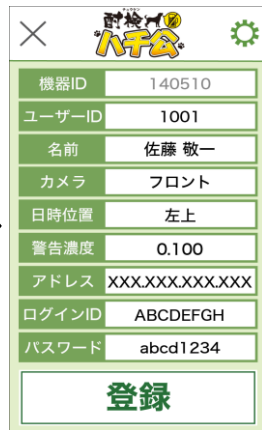 酎検
ハチ公
機器ID 140510
ユーザーID 1001
名前 佐藤 敬一
カメラ フロント
日時位置 左上
警告濃度 0.100
アドレス XXX.XXX.XXX.XXX
ログインID ABCDEFGH
パスワード abcd1234
登録